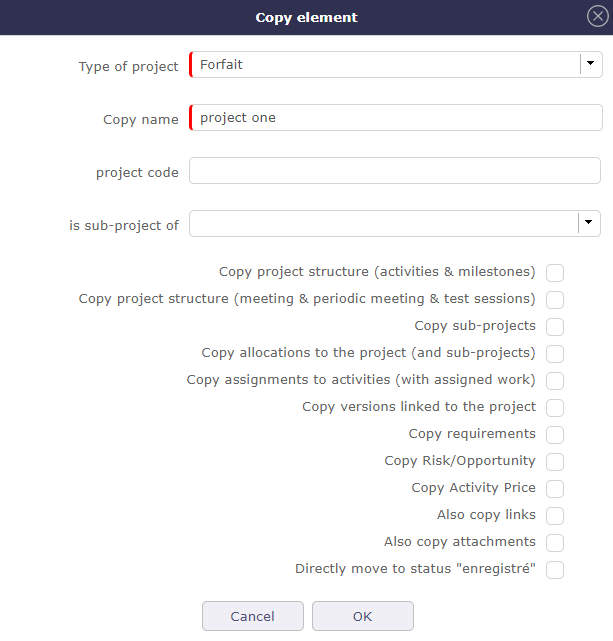 Copy element
Type of project Forfait
Copy name project one
project code
is sub-project of
Copy project structure (activities & milestones)
Copy project structure (meeting & periodic meeting & test sessions)
Copy sub-projects
Copy allocations to the project (and sub-projects)
Copy assignments to activities (with assigned work)
Copy versions linked to the project
Copy requirements
Copy Risk/Opportunity
Copy Activity Price
Also copy links
Also copy attachments
Directly move to status "enregistré"
Cancel OK